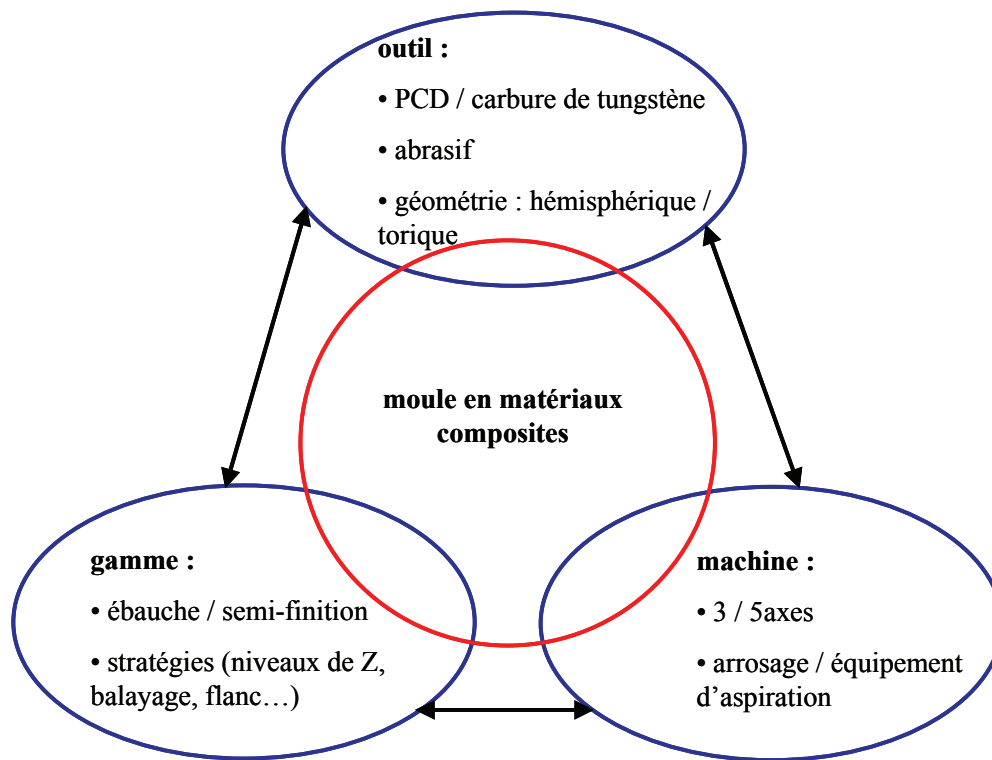 outil :
• PCD / carbure de tungstène
• abrasif
• géométrie : hémisphérique /
torique
moule en matériaux
composites
gamme :
• ébauche / semi-finition
• stratégies (niveaux de Z,
balayage, flanc…)
machine :
• 3 / 5axes
• arrosage / équipement
d’aspiration